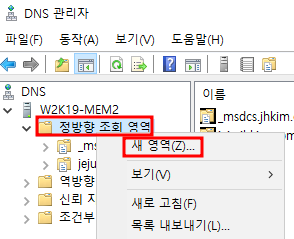 DNS 관리자
파일(F) 동작(A) 보기(V) 도움말(H)
DNS
W2K19-MEM2
정방향 조회 영역
_ms
jeju
역방향
신뢰 지
조건부
이름
_msdcs.jhkim.c
새 영역(Z)...
보기(V)
새로 고침(F)
목록 내보내기(L)...